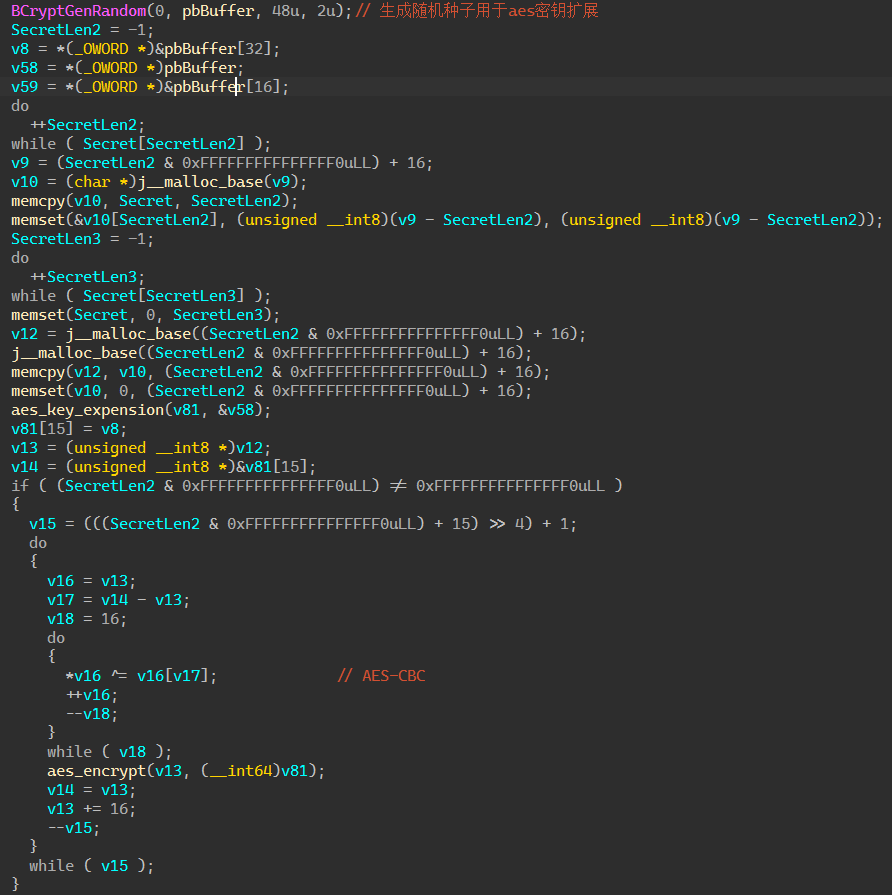 BCryptGenRandom(0, pbBuffer, 48u, 2u);// 生成随机种子用于aes密钥扩展
SecretLen2 = -1;
v8 = *(_OWORD *)&pbBuffer[32];
v58 = *(_OWORD *)pbBuffer;
v59 = *(_OWORD *)&pbBuffer[16];
do
++SecretLen2;
while ( Secret[SecretLen2] );
v9 = (SecretLen2 & 0xFFFFFFFFFFFFFFF0uLL) + 16;
v10 = (char *)j__malloc_base(v9);
memcpy(v10, Secret, SecretLen2);
memset(&v10[SecretLen2], (unsigned __int8)(v9 - SecretLen2), (unsigned __int8)(v9 - SecretLen2));
SecretLen3 = -1;
do
++SecretLen3;
while ( Secret[SecretLen3] );
memset(Secret, 0, SecretLen3);
v12 = j__malloc_base((SecretLen2 & 0xFFFFFFFFFFFFFFF0uLL) + 16);
j__malloc_base((SecretLen2 & 0xFFFFFFFFFFFFFFF0uLL) + 16);
memcpy(v12, v10, (SecretLen2 & 0xFFFFFFFFFFFFFFF0uLL) + 16);
memset(v10, 0, (SecretLen2 & 0xFFFFFFFFFFFFFFF0uLL) + 16);
aes_key_expension(v81, &v58);
v81[15] = v8;
v13 = (unsigned __int8 *)v12;
v14 = (unsigned __int8 *)&v81[15];
if ( (SecretLen2 & 0xFFFFFFFFFFFFFFF0uLL) != 0xFFFFFFFFFFFFFFF0uLL )
{
v15 = (((SecretLen2 & 0xFFFFFFFFFFFFFFF0uLL) + 15) >> 4) + 1;
do
{
v16 = v13;
v17 = v14 - v13;
v18 = 16;
do
{
*v16 ^= v16[v17]; // AES-CBC
++v16;
--v18;
}
while ( v18 );
aes_encrypt(v13, (__int64)v81);
v14 = v13;
v13 += 16;
--v15;
}
while ( v15 );
}